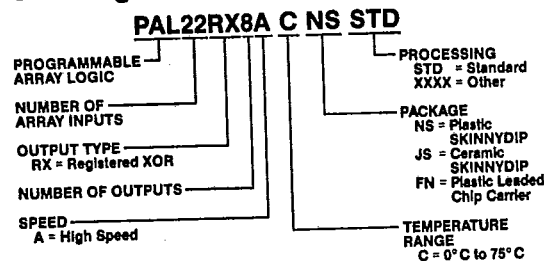 PAL22RX8A C NS STD
PROGRAMMABLE
ARRAY LOGIC
NUMBER OF
ARRAY INPUTS
OUTPUT TYPE
RX = Registered XOR
NUMBER OF OUTPUTS
SPEED
A = High Speed
PROCESSING
STD = Standard
XXXX = Other
PACKAGE
NS = Plastic
SKINNYDIP
JS = Ceramic
SKINNYDIP
FN = Plastic Leaded
Chip Carrier
TEMPERATURE
RANGE
C = 0°C to 75°C